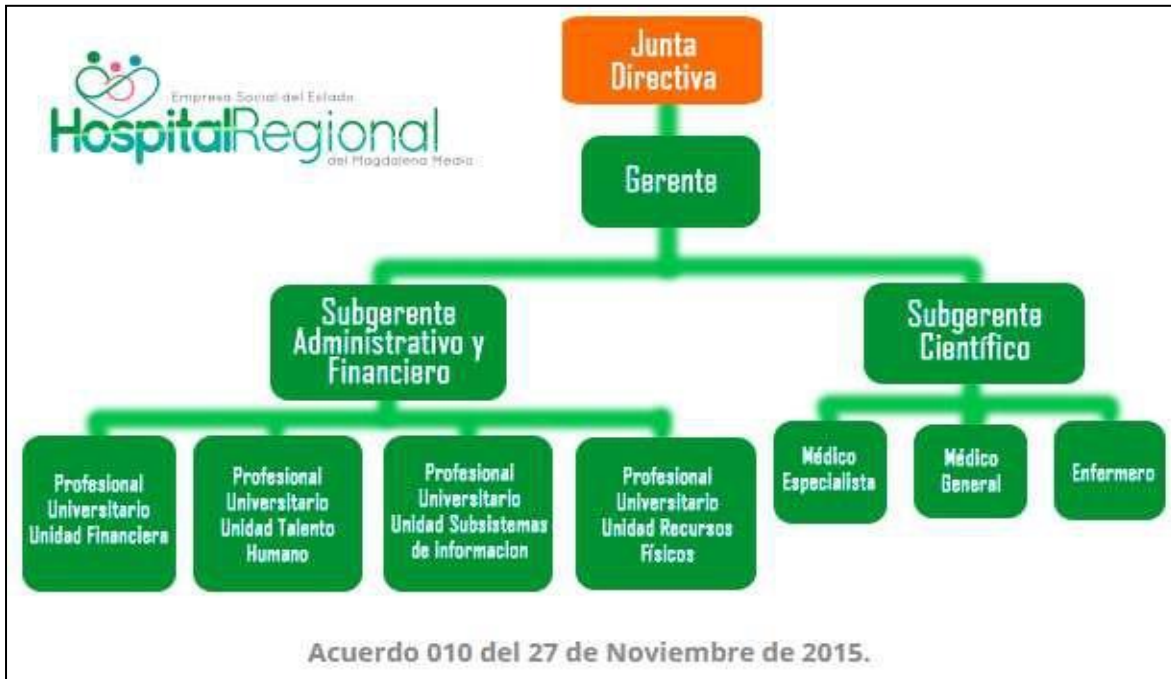 Empresa Social del Estado
HospitalRegional
del Magdalena Medio
Junta
Directiva
Gerente
Subgerente
Administrativo y
Financiero
Subgerente
Científico
Profesional
Universitario
Unidad Financiera
Profesional
Universitario
Unidad Talento
Humano
Profesional
Universitario
Unidad Subsistemas
de Informacion
Profesional
Universitario
Unidad Recursos
Físicos
Médico
Especialista
Médico
General
Enfermero
Acuerdo 010 del 27 de Noviembre de 2015.